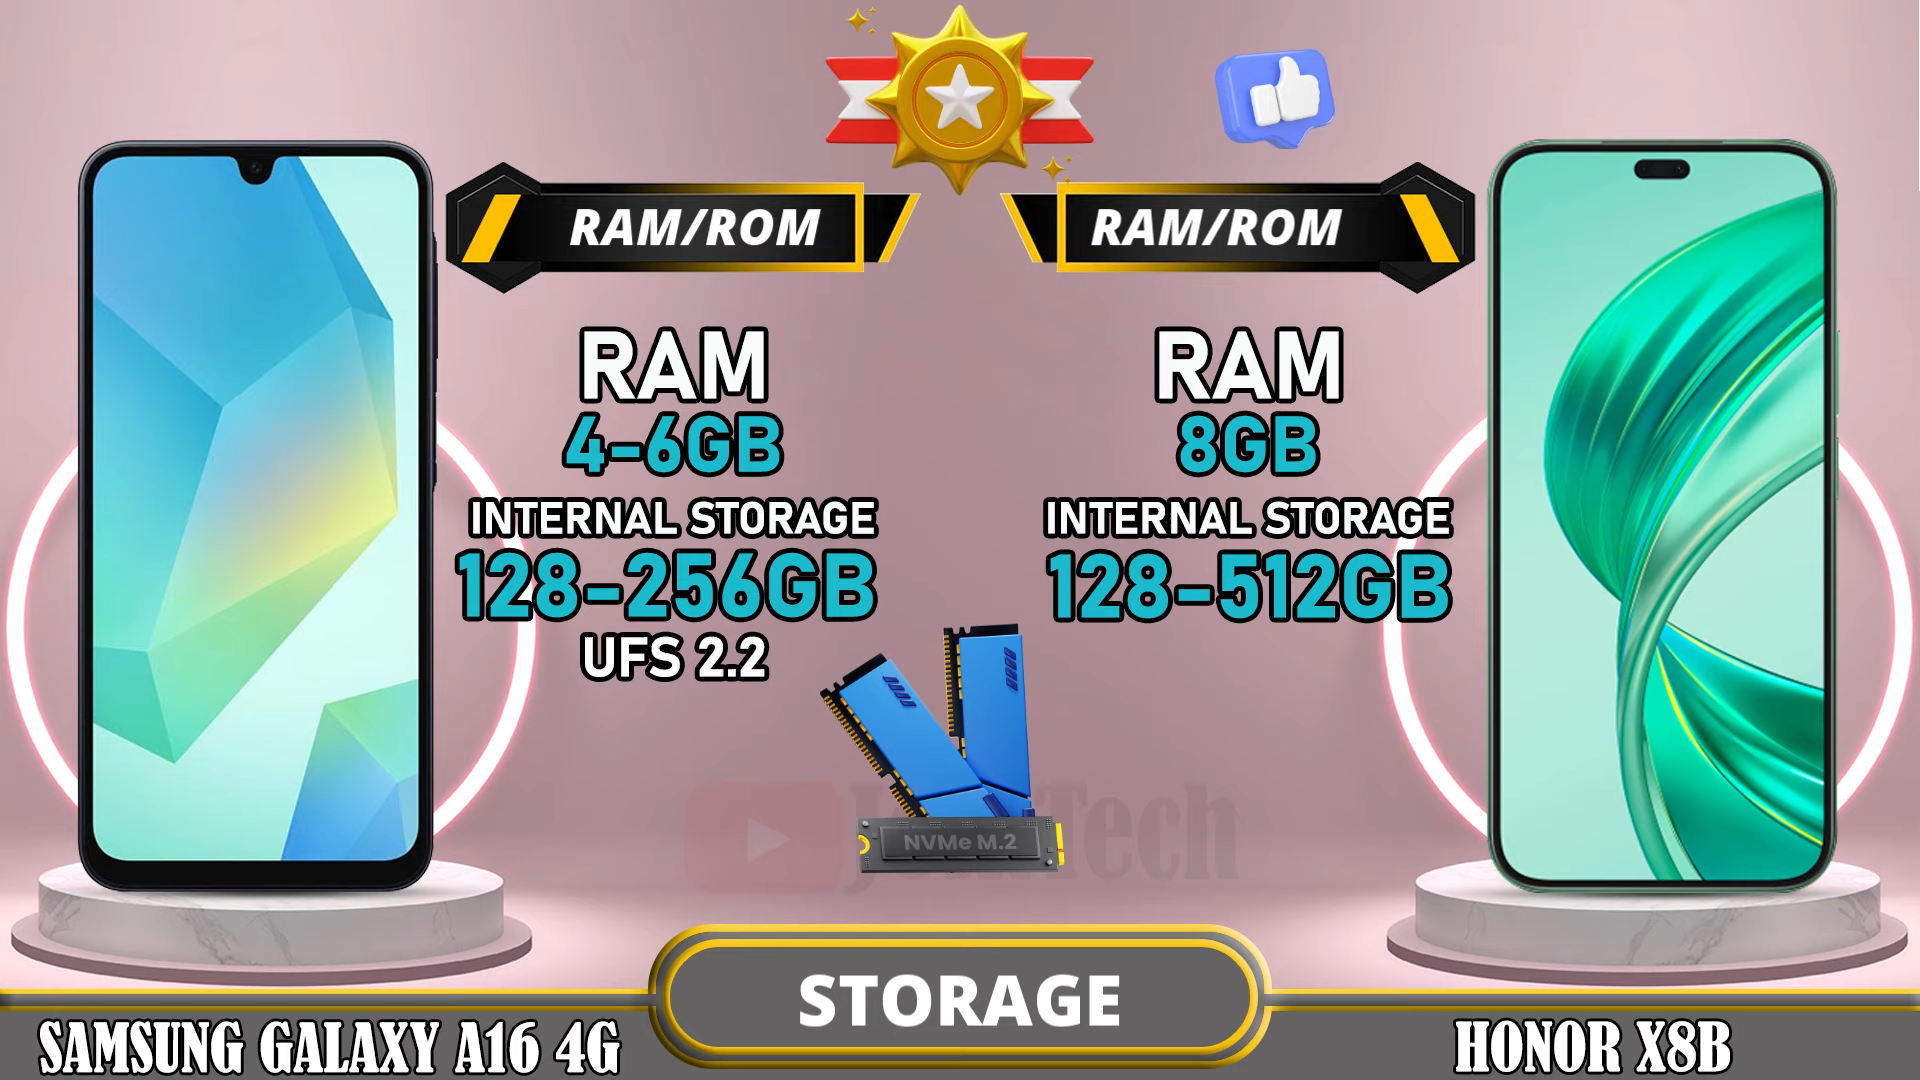 RAM/ROM
RAM/ROM
RAM
4-6GB
INTERNAL STORAGE
128-256GB
UFS 2.2
RAM
8GB
INTERNAL STORAGE
128-512GB
Tech
NVMe M.2
STORAGE
SAMSUNG GALAXY A16 4G
HONOR X8B